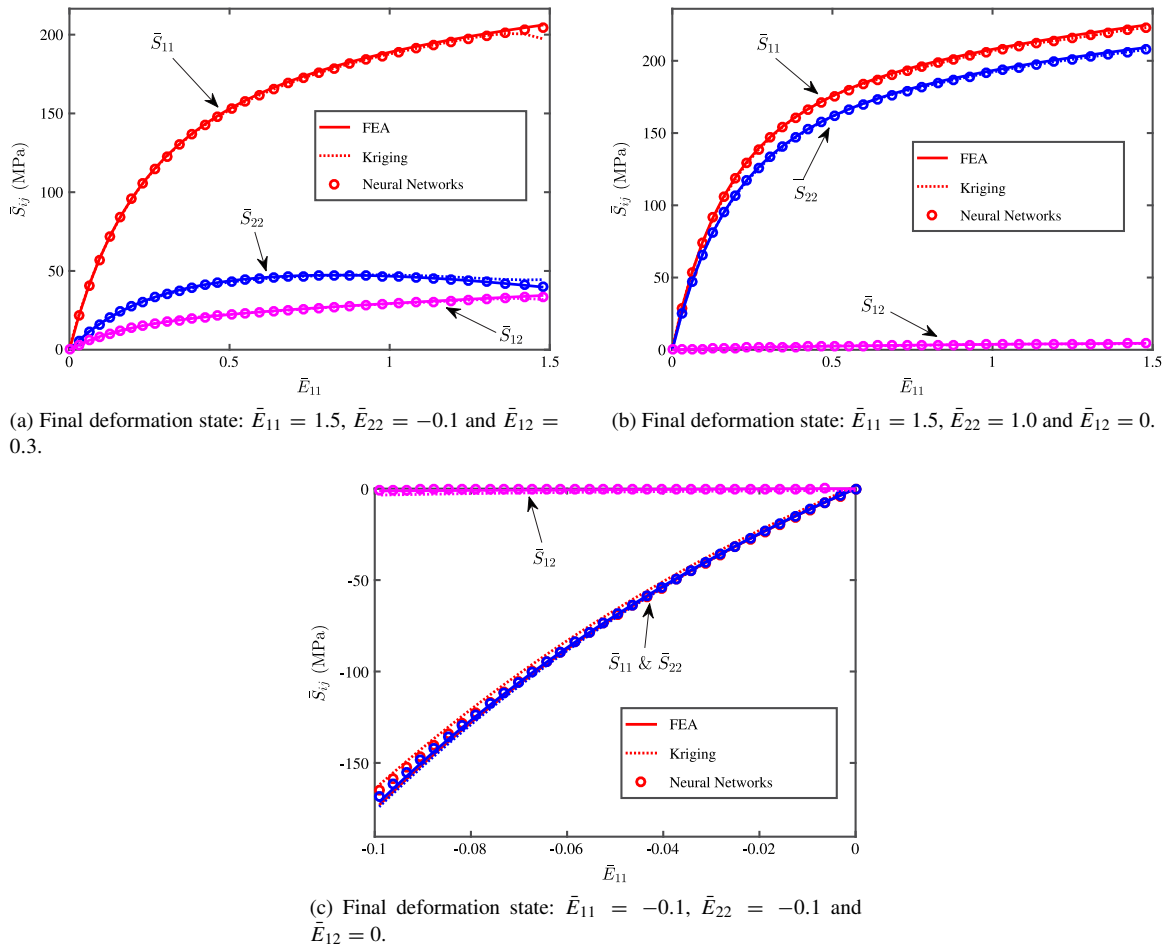 200
150
100
50
0
S̄ᵢⱼ (MPa)
S̄₁₁
S̄₂₂
S̄₁₂
FEA
Kriging
Neural Networks
0 0.5 1 1.5
Ē₁₁
(a) Final deformation state: Ē₁₁ = 1.5, Ē₂₂ = −0.1 and Ē₁₂ =
0.3.
200
150
100
50
0
S̄ᵢⱼ (MPa)
S̄₁₁
S̄₂₂
S̄₁₂
FEA
Kriging
Neural Networks
0 0.5 1 1.5
Ē₁₁
(b) Final deformation state: Ē₁₁ = 1.5, Ē₂₂ = 1.0 and Ē₁₂ = 0.
0
-50
-100
-150
S̄ᵢⱼ (MPa)
S̄₁₂
S̄₁₁ & S̄₂₂
FEA
Kriging
Neural Networks
-0.1 -0.08 -0.06 -0.04 -0.02 0
Ē₁₁
(c) Final deformation state: Ē₁₁ = −0.1, Ē₂₂ = −0.1 and
Ē₁₂ = 0.